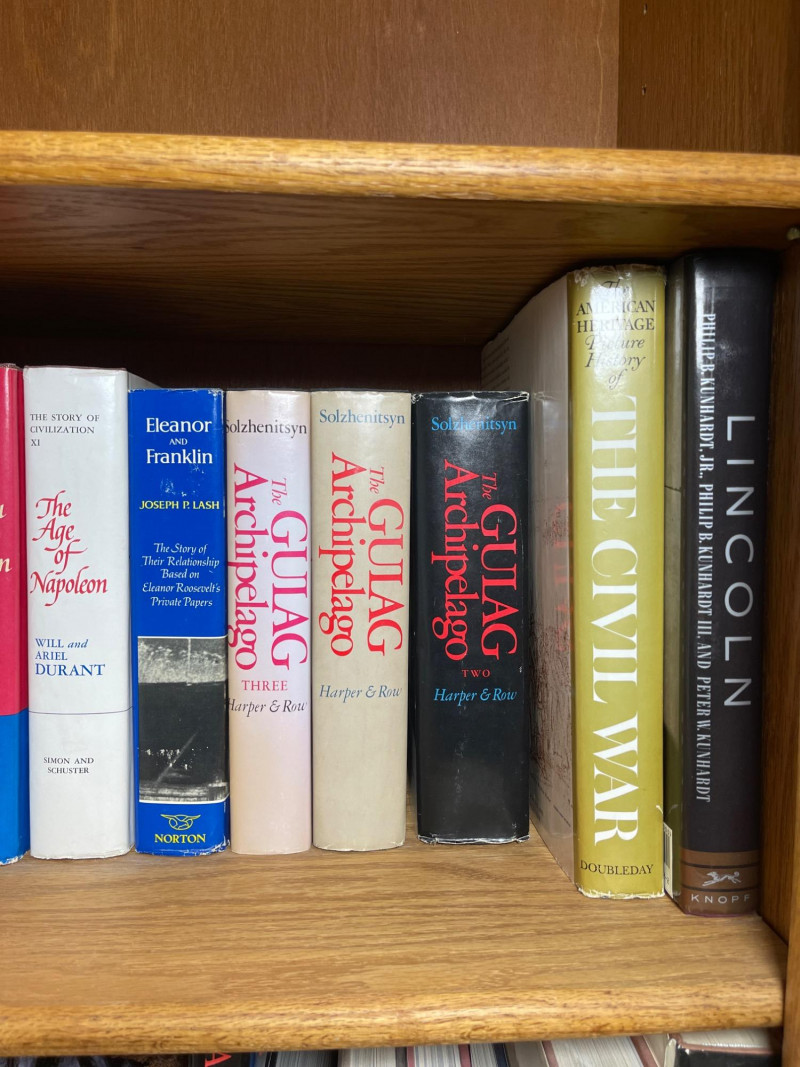 THE STORY OF
CIVILIZATION
XI
The
Age
of
Napoleon
WILL and
ARIEL
DURANT
SIMON AND
SCHUSTER
Eleanor
AND
Franklin
JOSEPH P. LASH
The Story of
Their Relationship
Based on
Eleanor Roosevelt's
Private Papers
NORTON
Solzhenitsyn
The
GULAG
Archipelago
THREE
Harper & Row
Solzhenitsyn
The
GULAG
Archipelago
Harper & Row
Solzhenitsyn
The
GULAG
Archipelago
TWO
Harper & Row
The
AMERICAN
HERITAGE
Picture
History
of
THE CIVIL WAR
DOUBLEDAY
LINCOLN
PHILIP B. KUNHARDT, JR., PHILIP B. KUNHARDT III, AND PETER W. KUNHARDT
KNOPF